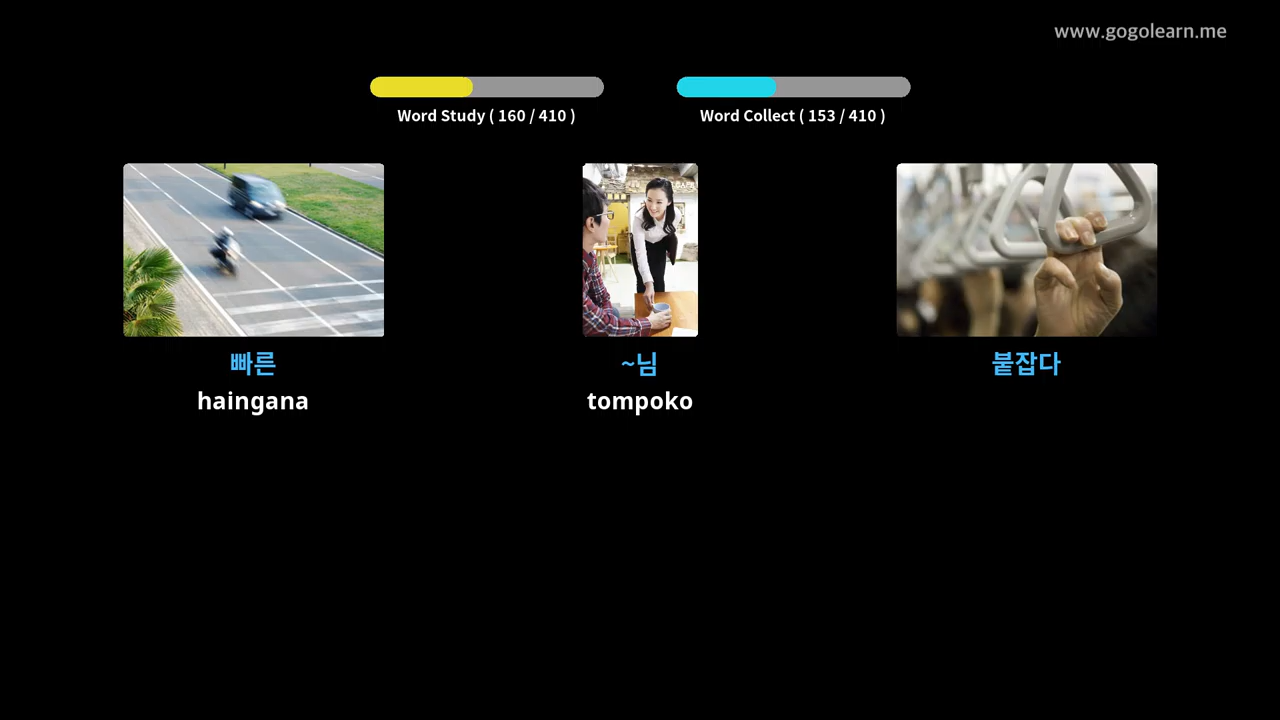 www.gogolearn.me
Word Study ( 160 / 410 )
Word Collect ( 153 / 410 )
빠른
~님
붙잡다
haingana
tompoko